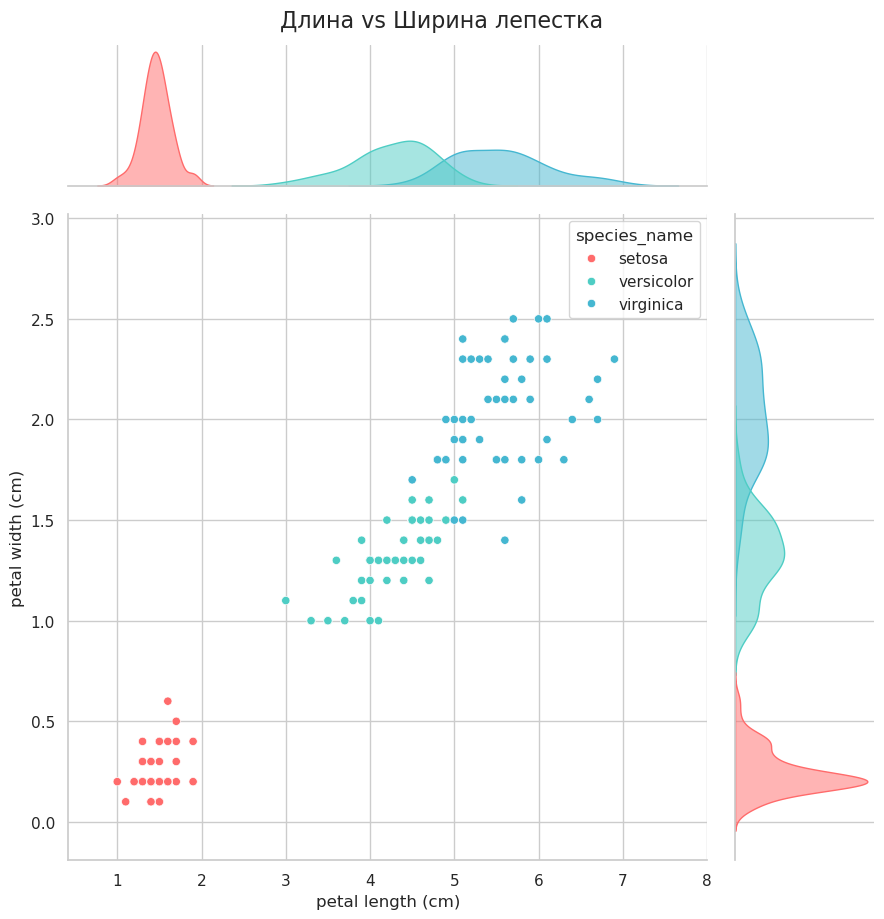 Длина vs Ширина лепестка
species_name
setosa
versicolor
virginica
3.0
2.5
2.0
1.5
1.0
0.5
0.0
petal width (cm)
1 2 3 4 5 6 7 8
petal length (cm)